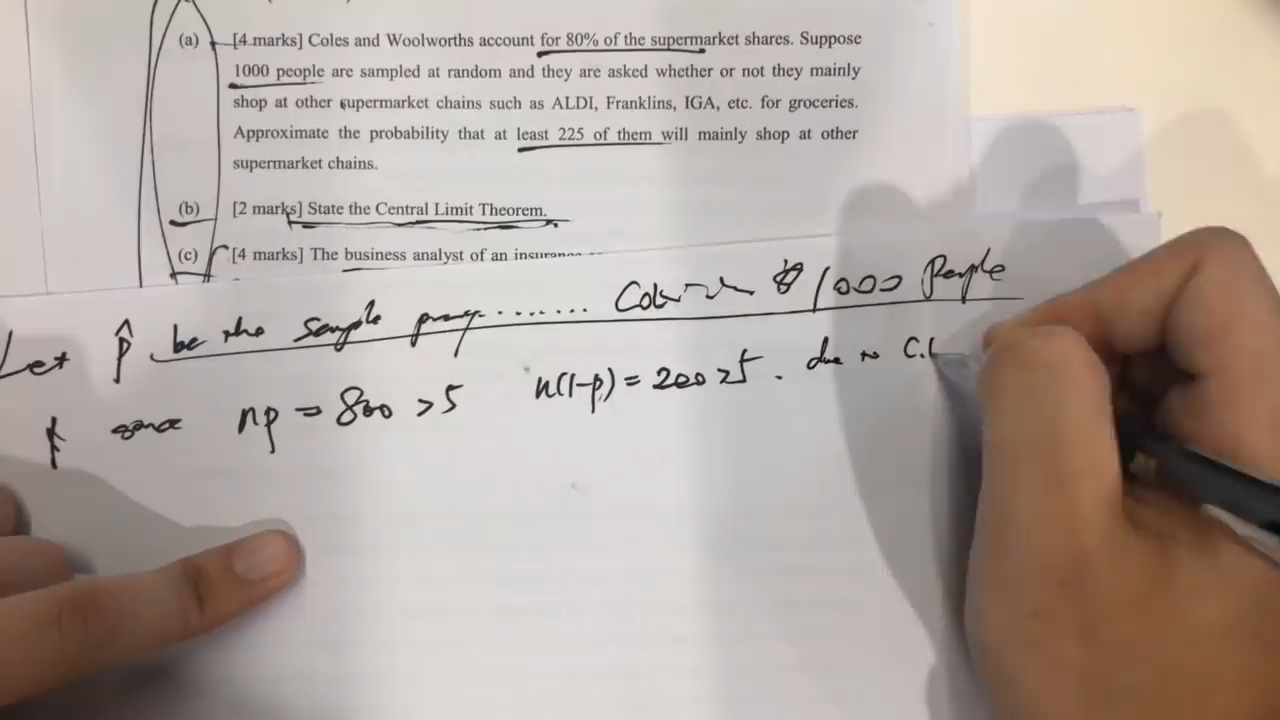 (a) [4 marks] Coles and Woolworths account for 80% of the supermarket shares. Suppose
1000 people are sampled at random and they are asked whether or not they mainly
shop at other supermarket chains such as ALDI, Franklins, IGA, etc. for groceries.
Approximate the probability that at least 225 of them will mainly shop at other
supermarket chains.
(b) [2 marks] State the Central Limit Theorem.
(c) [4 marks] The business analyst of an insurance
Let p̂ be the sample ........ 1000 People
since np = 800 >5 n(1-p) = 200 >5 . due to C.L